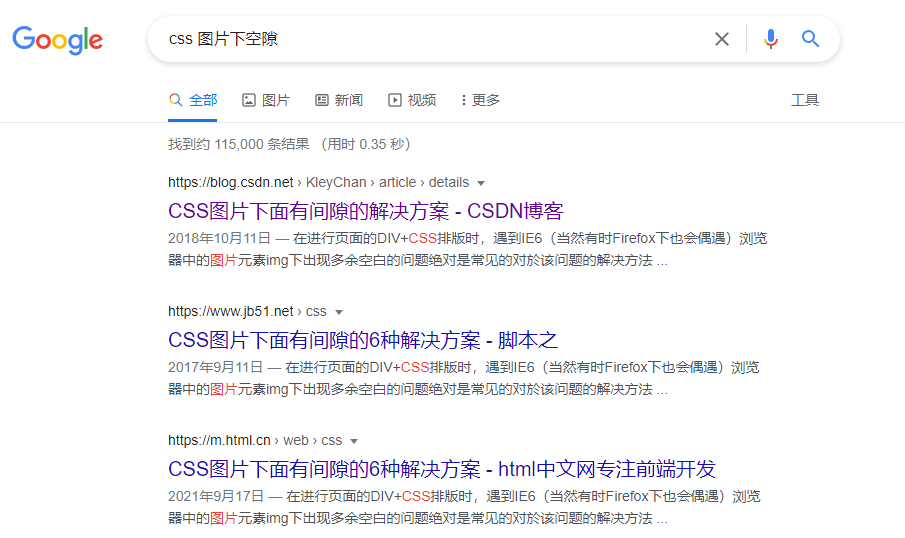 Google
css 图片下空隙
全部 图片 新闻 视频 更多 工具
找到约 115,000 条结果 （用时 0.35 秒）
https://blog.csdn.net › KleyChan › article › details
CSS图片下面有间隙的解决方案 - CSDN博客
2018年10月11日 — 在进行页面的DIV+CSS排版时，遇到IE6（当然有时Firefox下也会偶遇）浏览
器中的图片元素img下出现多余空白的问题绝对是常见的对於该问题的解决方法 ...
https://www.jb51.net › css
CSS图片下面有间隙的6种解决方案 - 脚本之
2017年9月11日 — 在进行页面的DIV+CSS排版时，遇到IE6（当然有时Firefox下也会偶遇）浏览
器中的图片元素img下出现多余空白的问题绝对是常见的对於该问题的解决方法 ...
https://m.html.cn › web › css
CSS图片下面有间隙的6种解决方案 - html中文网专注前端开发
2021年9月17日 — 在进行页面的DIV+CSS排版时，遇到IE6（当然有时Firefox下也会偶遇）浏览
器中的图片元素img下出现多余空白的问题绝对是常见的对於该问题的解决方法 ...